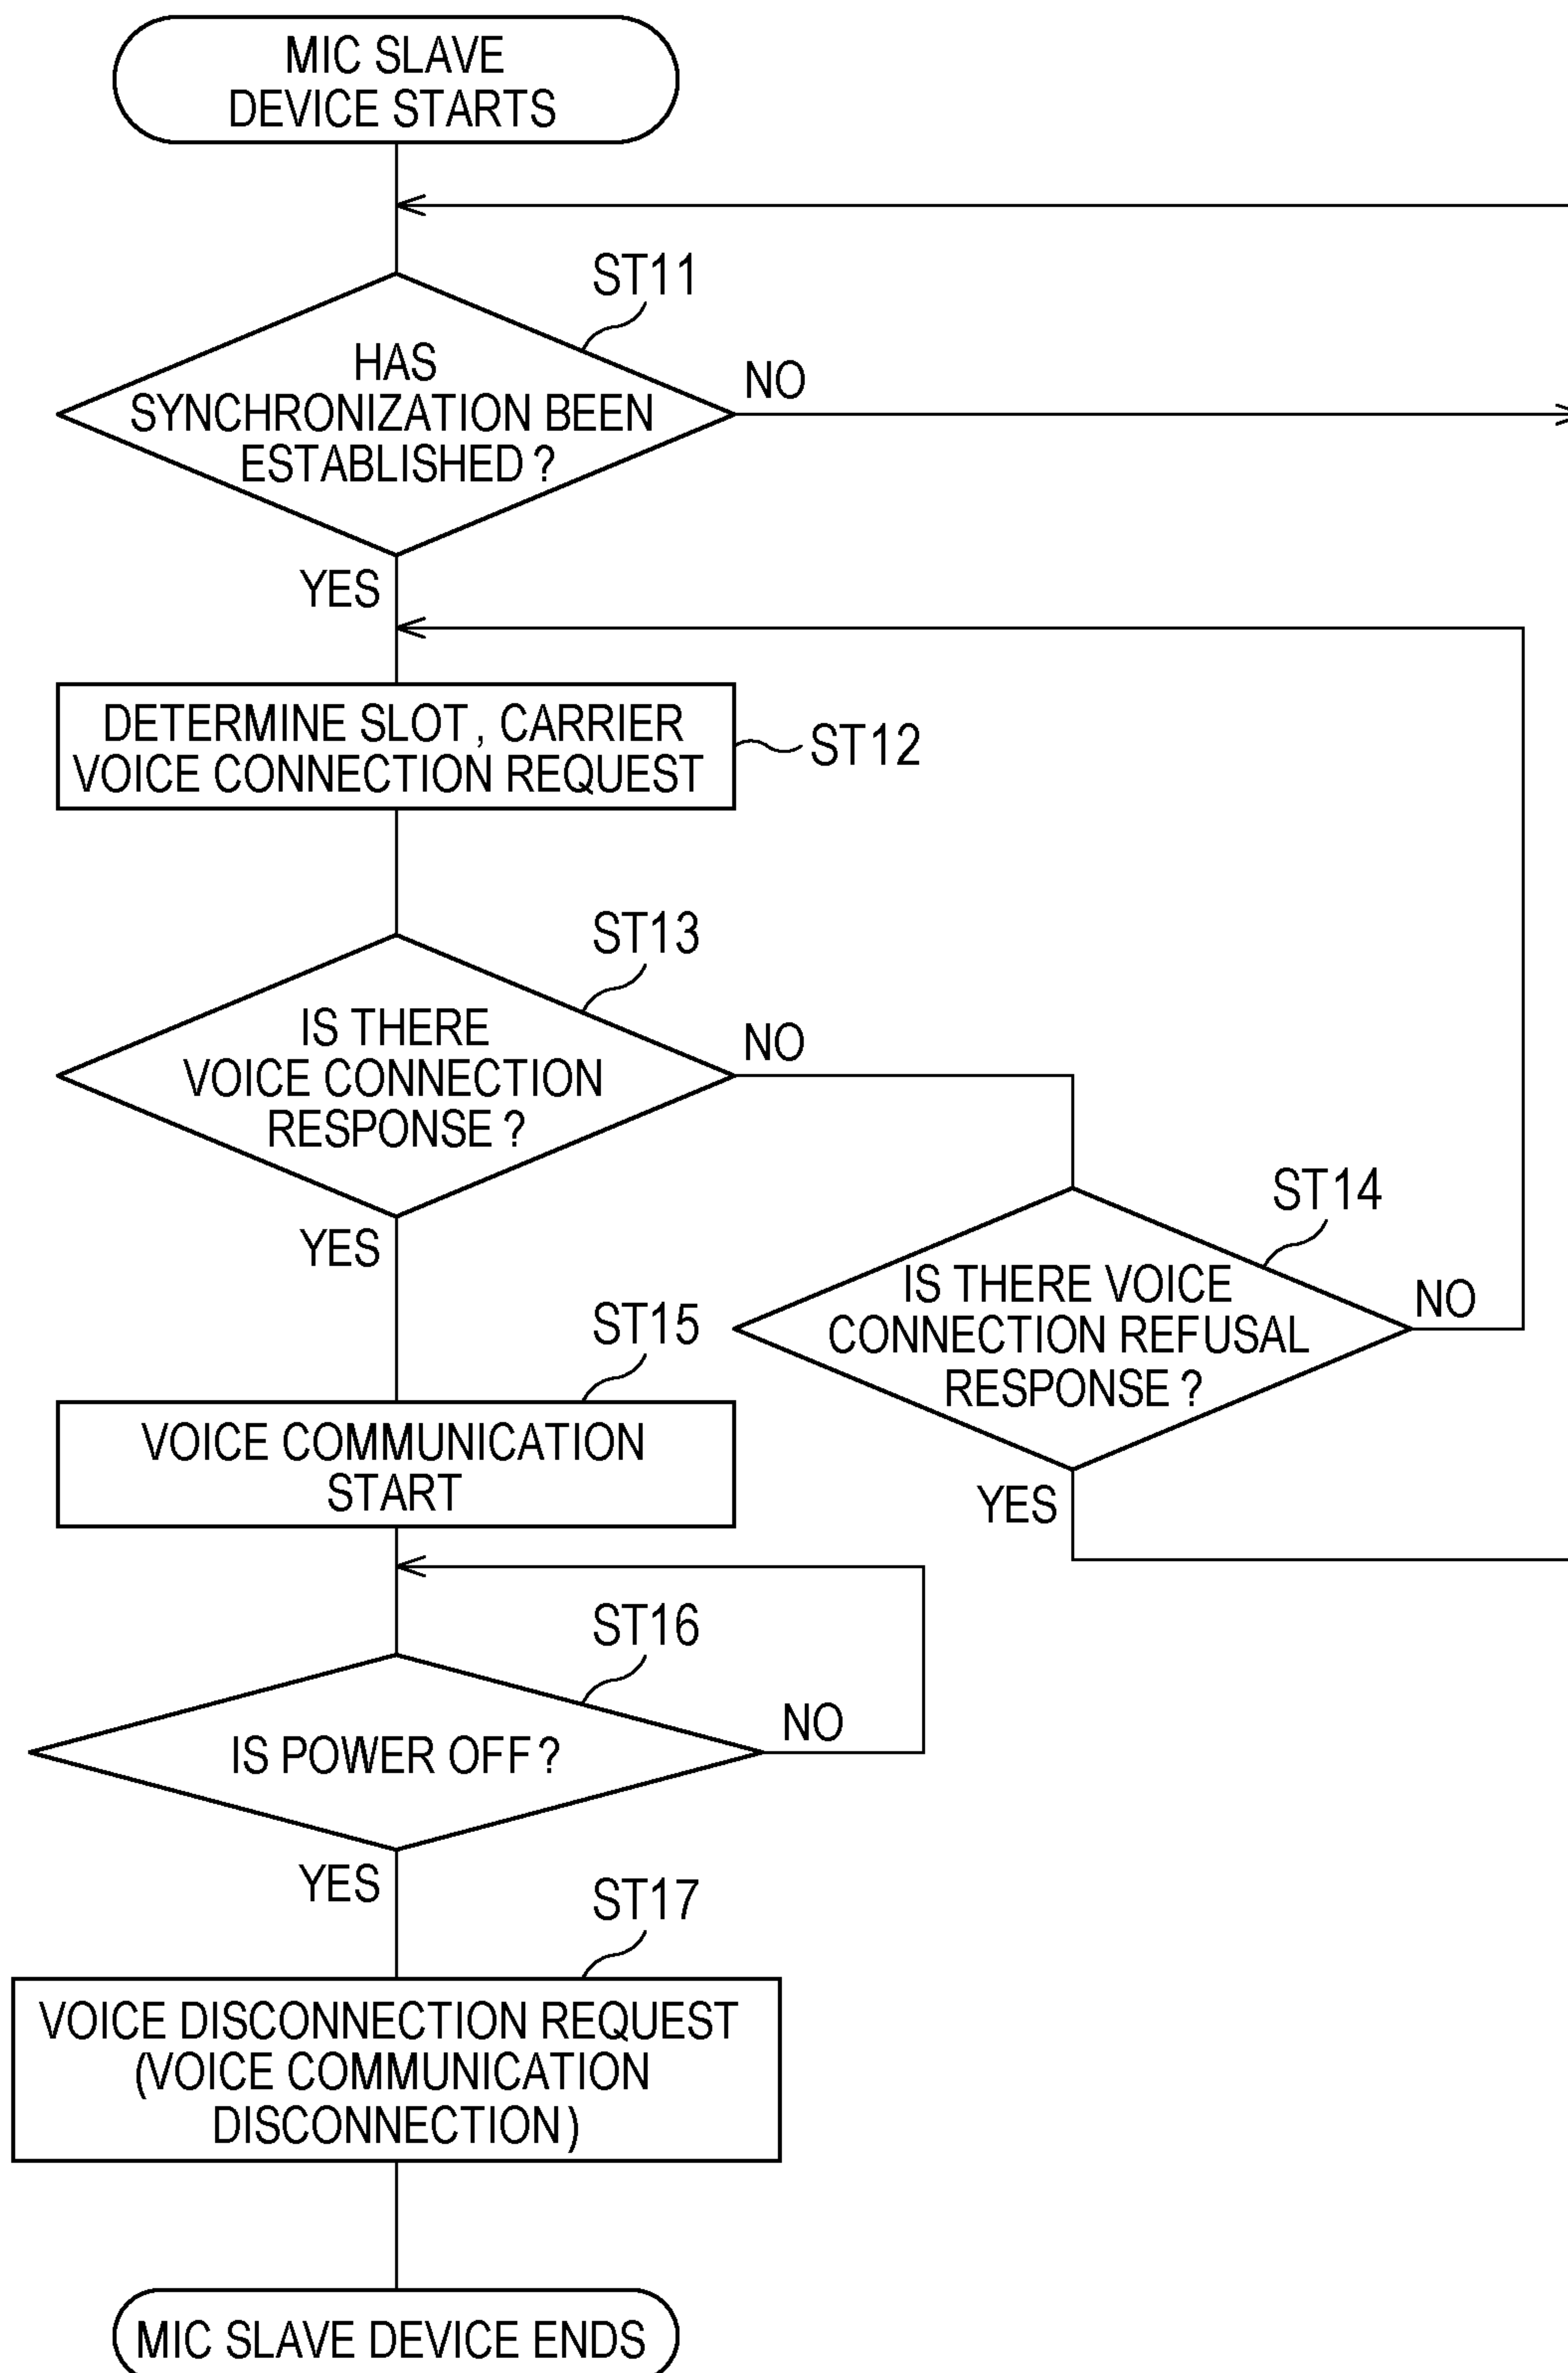 MIC SLAVE
DEVICE STARTS
ST11
HAS
SYNCHRONIZATION BEEN
ESTABLISHED ?
NO
YES
DETERMINE SLOT, CARRIER
VOICE CONNECTION REQUEST
ST12
ST13
IS THERE
VOICE CONNECTION
RESPONSE ?
NO
YES
ST14
IS THERE VOICE
CONNECTION REFUSAL
RESPONSE ?
NO
YES
ST15
VOICE COMMUNICATION
START
ST16
IS POWER OFF ?
NO
YES
ST17
VOICE DISCONNECTION REQUEST
(VOICE COMMUNICATION
DISCONNECTION)
MIC SLAVE DEVICE ENDS